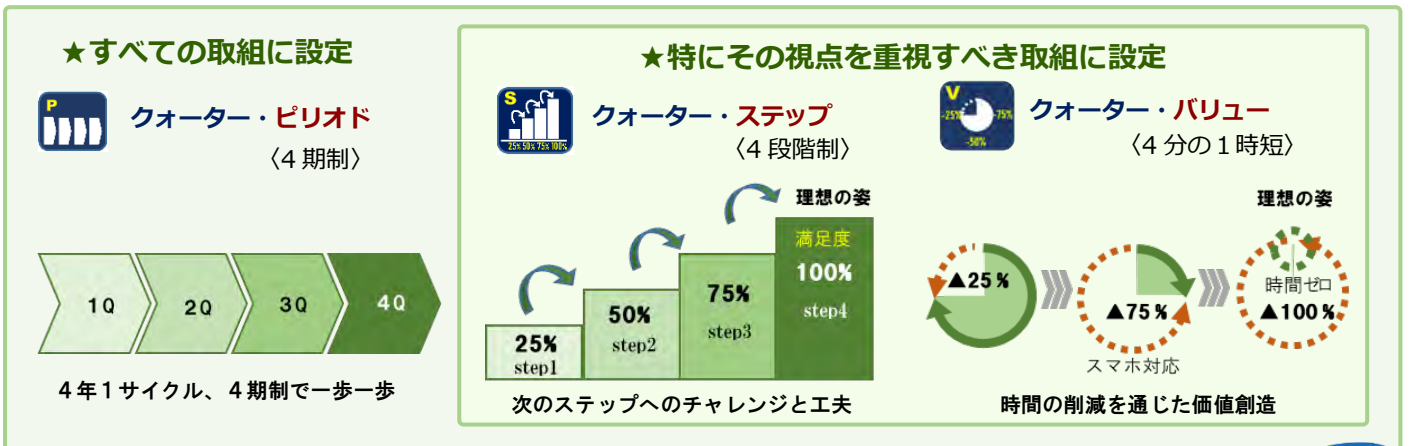 ★すべての取組に設定
P
クォーター・ピリオド
〈4 期制〉
1Q
2Q
3Q
4Q
４年１サイクル、４期制で一歩一歩
★特にその視点を重視すべき取組に設定
S
25% 50% 75% 100%
クォーター・ステップ
〈4 段階制〉
理想の姿
満足度
100%
step4
75%
step3
50%
step2
25%
step1
次のステップへのチャレンジと工夫
V
-25%
-75%
-50%
クォーター・バリュー
〈4 分の 1 時短〉
理想の姿
▲25%
▲75%
スマホ対応
時間ゼロ
▲100%
時間の削減を通じた価値創造